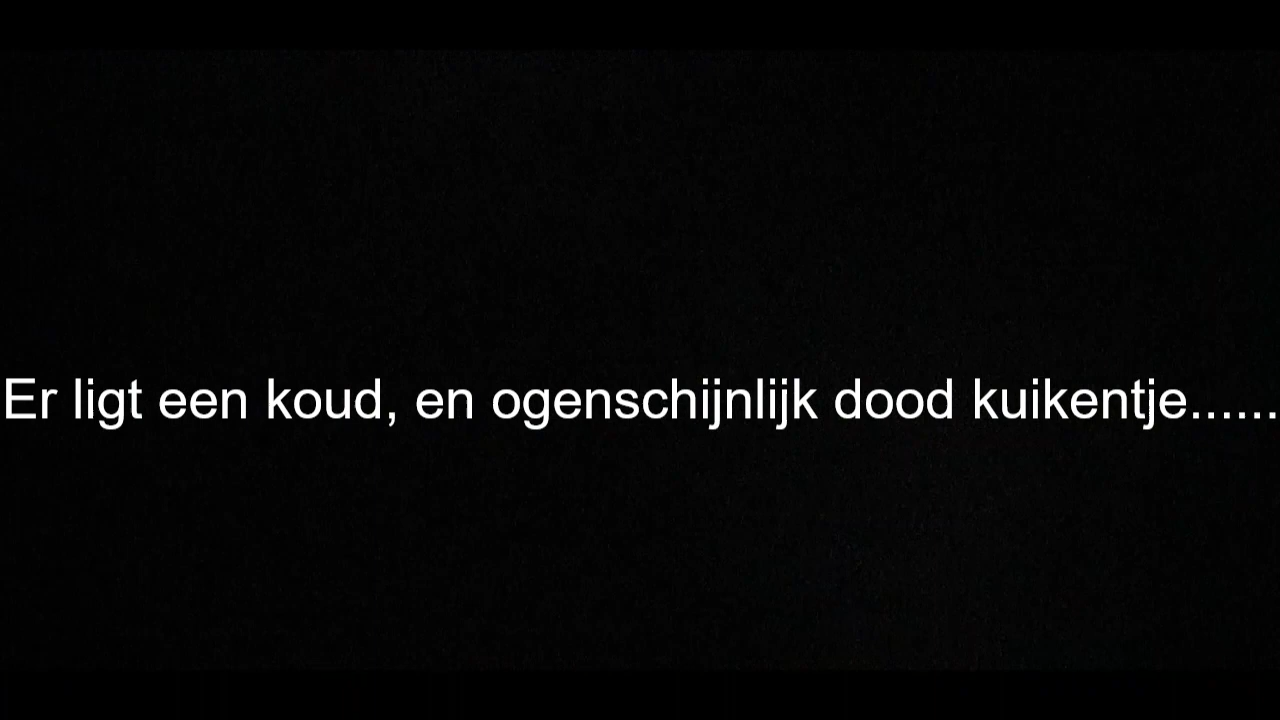 Er ligt een koud, en ogenschijnlijk dood kuikentje......